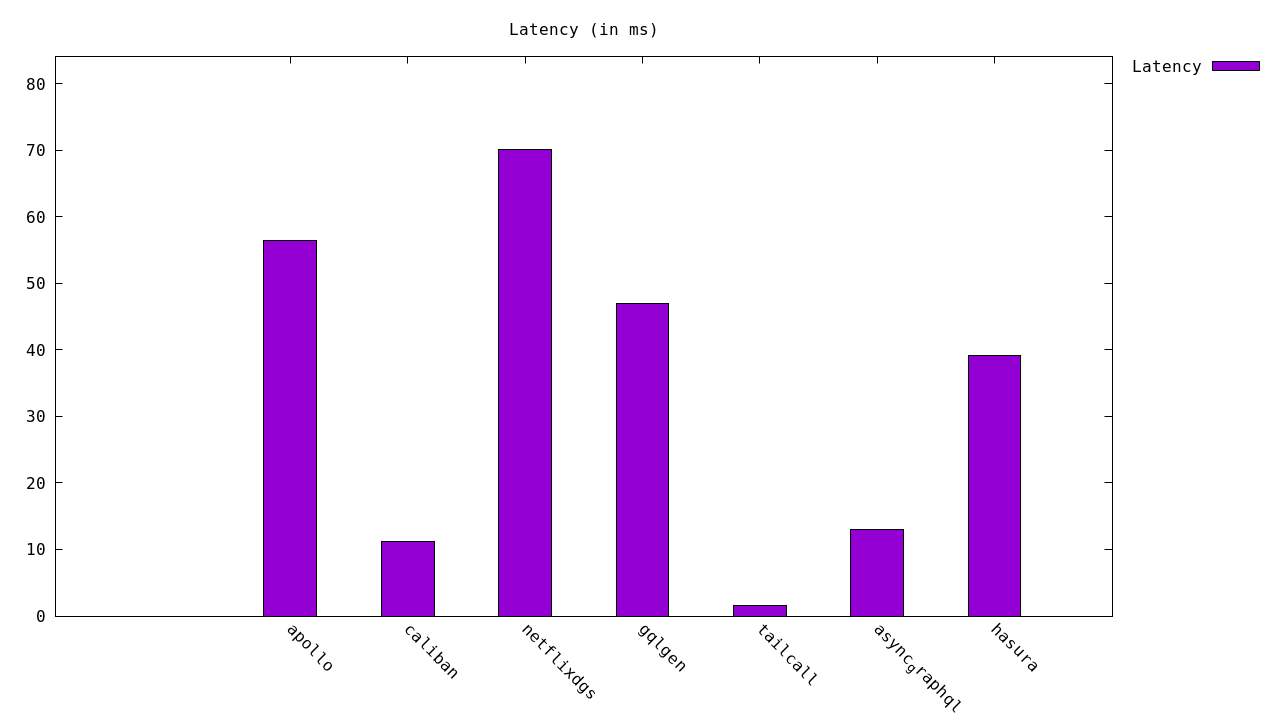 Latency (in ms)
Latency
80
70
60
50
40
30
20
10
0
apollo
caliban
netflixdgs
gqlgen
tailcall
async_graphql
hasura